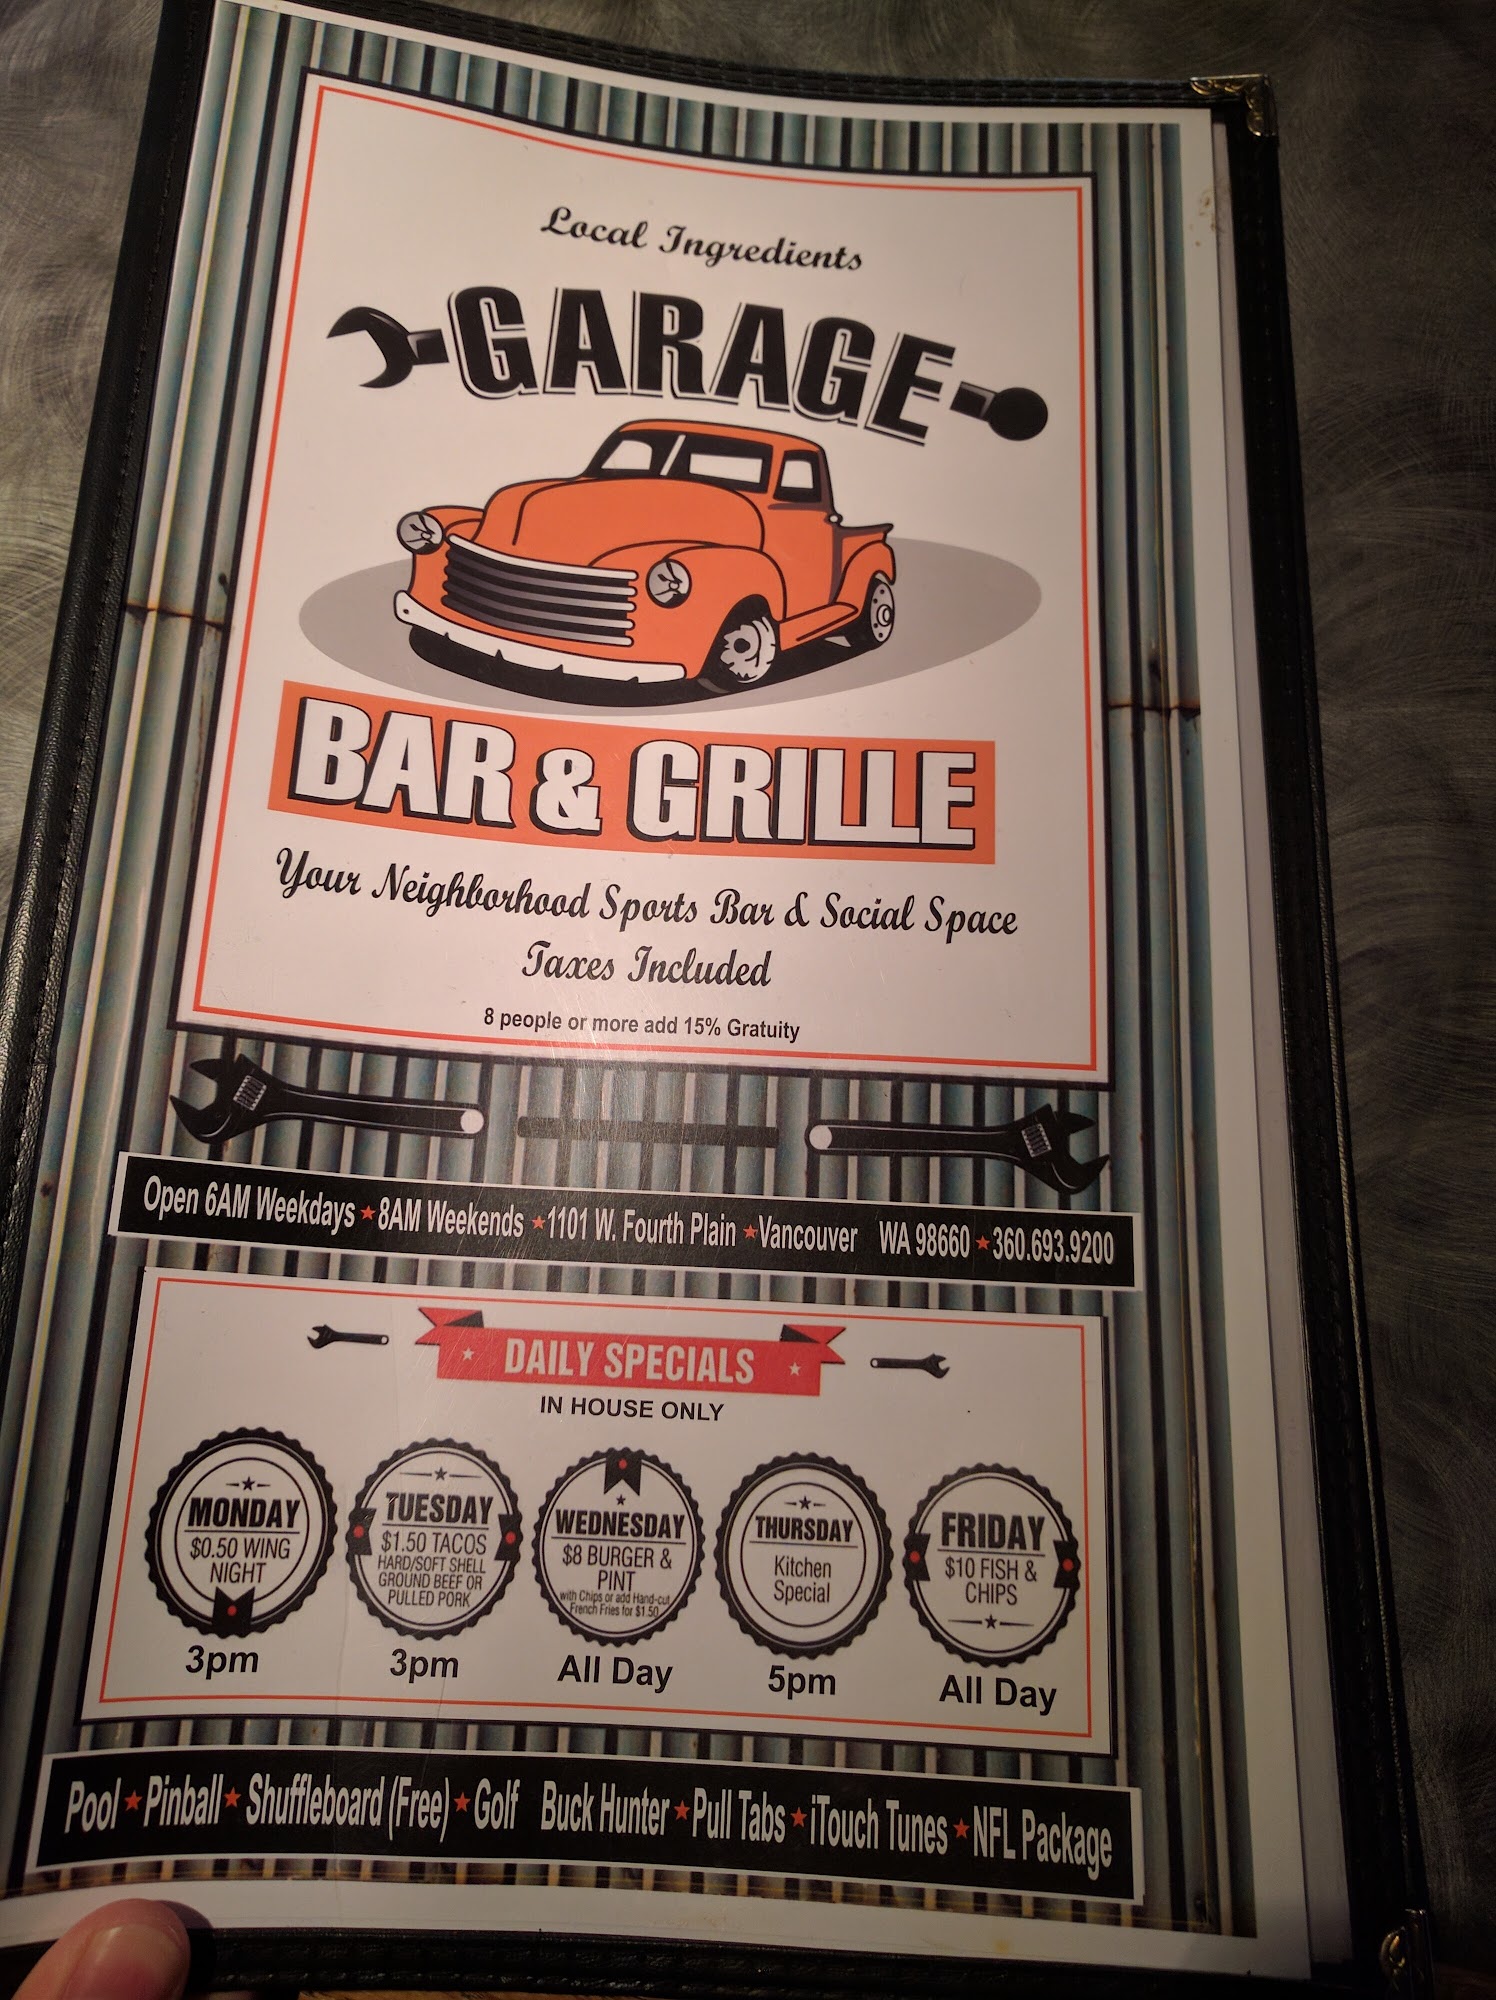 Local Ingredients
GARAGE
BAR & GRILLE
Your Neighborhood Sports Bar & Social Space
Taxes Included
8 people or more add 15% Gratuity
Open 6AM Weekdays ★ 8AM Weekends ★ 1101 W. Fourth Plain ★ Vancouver WA 98660 ★ 360.693.9200
DAILY SPECIALS
IN HOUSE ONLY
MONDAY
$0.50 WING
NIGHT
3pm
TUESDAY
$1.50 TACOS
HARD/SOFT SHELL
GROUND BEEF OR
PULLED PORK
3pm
WEDNESDAY
$8 BURGER &
PINT
with Chips or add Hand-cut
French Fries for $1.50
All Day
THURSDAY
Kitchen
Special
5pm
FRIDAY
$10 FISH &
CHIPS
All Day
Pool ★ Pinball ★ Shuffleboard (Free) ★ Golf Buck Hunter ★ Pull Tabs ★ iTouch Tunes ★ NFL Package